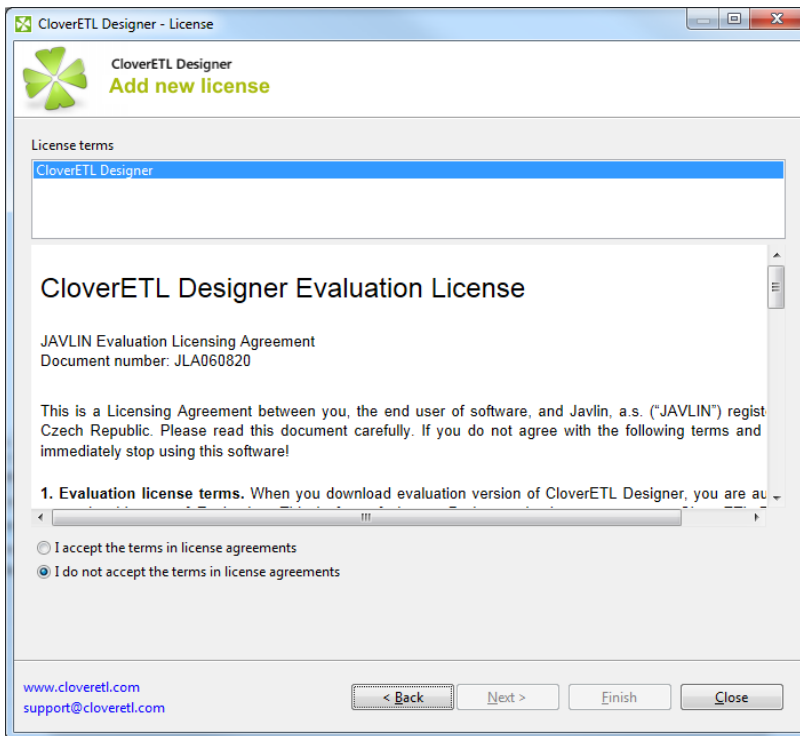 CloverETL Designer - License
CloverETL Designer
Add new license
License terms
CloverETL Designer
CloverETL Designer Evaluation License
JAVLIN Evaluation Licensing Agreement
Document number: JLA060820
This is a Licensing Agreement between you, the end user of software, and Javlin, a.s. (“JAVLIN”) regist
Czech Republic. Please read this document carefully. If you do not agree with the following terms and
immediately stop using this software!
1. Evaluation license terms. When you download evaluation version of CloverETL Designer, you are au
I accept the terms in license agreements
I do not accept the terms in license agreements
www.cloveretl.com
support@cloveretl.com
< Back
Next >
Finish
Close